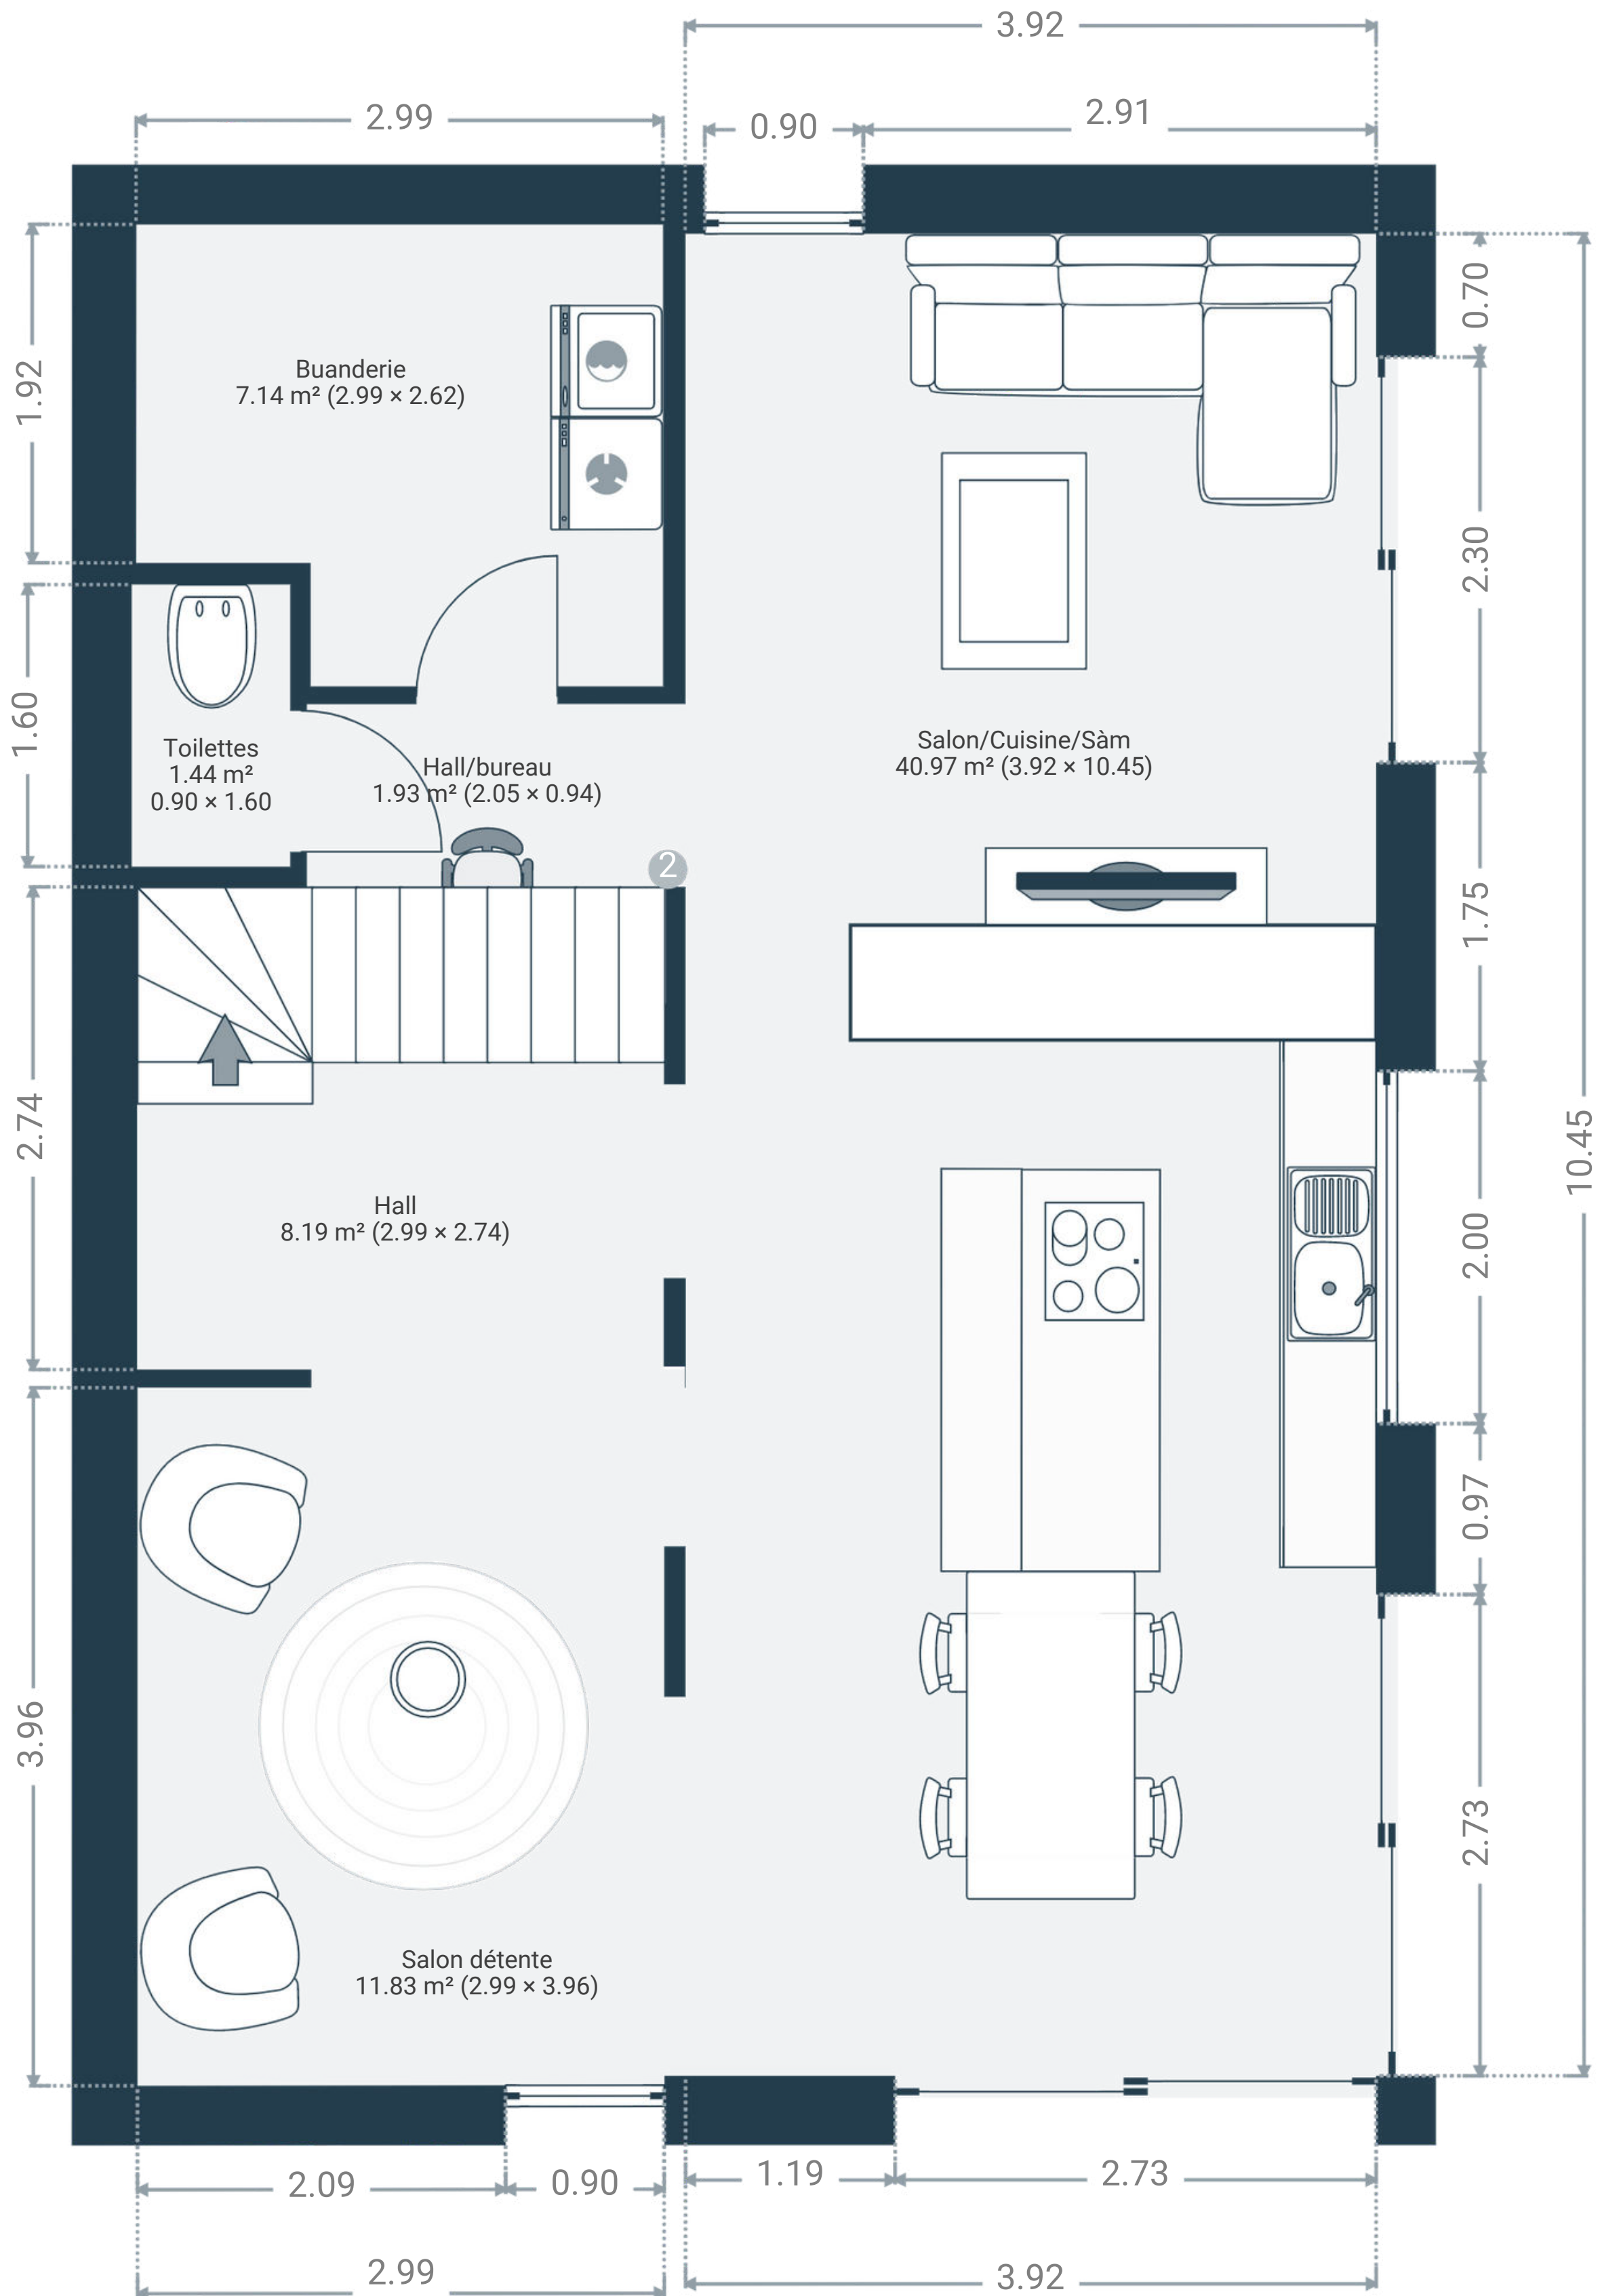 3.92
2.99
0.90
2.91
0.70
1.92
Buanderie
7.14 m² (2.99 × 2.62)
2.30
1.60
Toilettes
1.44 m²
0.90 × 1.60
Hall/bureau
1.93 m² (2.05 × 0.94)
Salon/Cuisine/Sàm
40.97 m² (3.92 × 10.45)
2
1.75
2.74
10.45
Hall
8.19 m² (2.99 × 2.74)
2.00
0.97
3.96
2.73
Salon détente
11.83 m² (2.99 × 3.96)
2.09
0.90
1.19
2.73
2.99
3.92